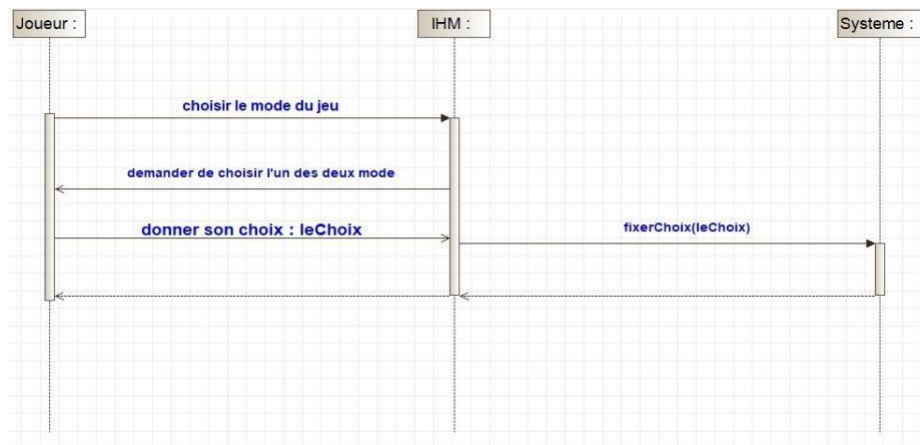 Joueur :
IHM :
Systeme :
choisir le mode du jeu
demander de choisir l'un des deux mode
donner son choix : leChoix
fixerChoix(leChoix)